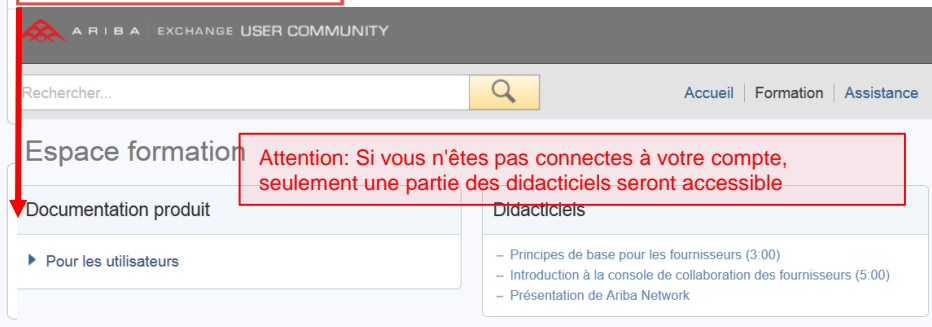 ARIBA EXCHANGE USER COMMUNITY
Rechercher...
Accueil Formation Assistance
Espace formation
Attention: Si vous n'êtes pas connectes à votre compte,
seulement une partie des didacticiels seront accessible
Documentation produit
Pour les utilisateurs
Didacticiels
– Principes de base pour les fournisseurs (3:00)
– Introduction à la console de collaboration des fournisseurs (5:00)
– Présentation de Ariba Network